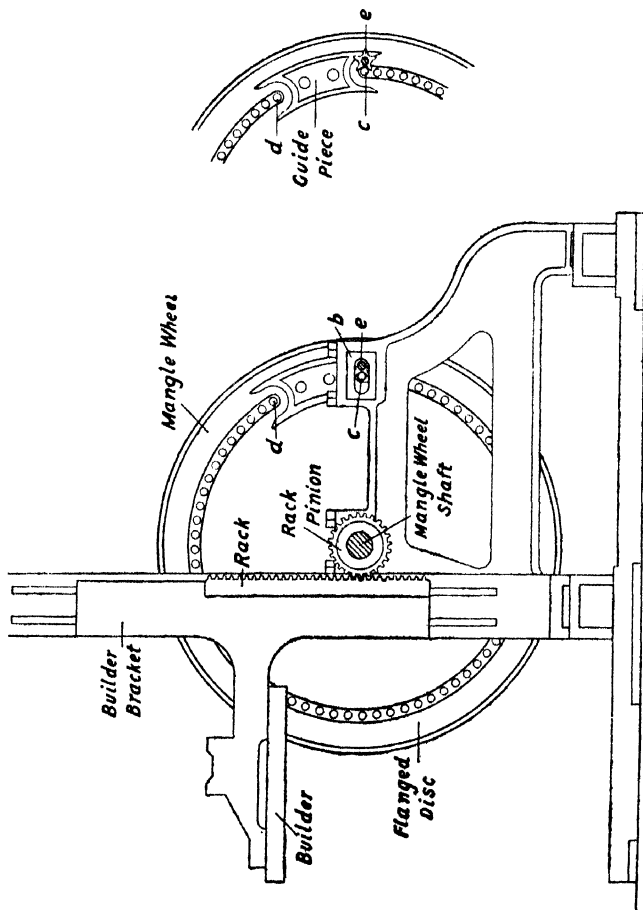 e
c
d
Guide
Piece
Mangle Wheel
b
e
c
d
Rack
Rack
Pinion
Mangle Wheel
Shaft
Builder
Bracket
Builder
Flanged
Disc